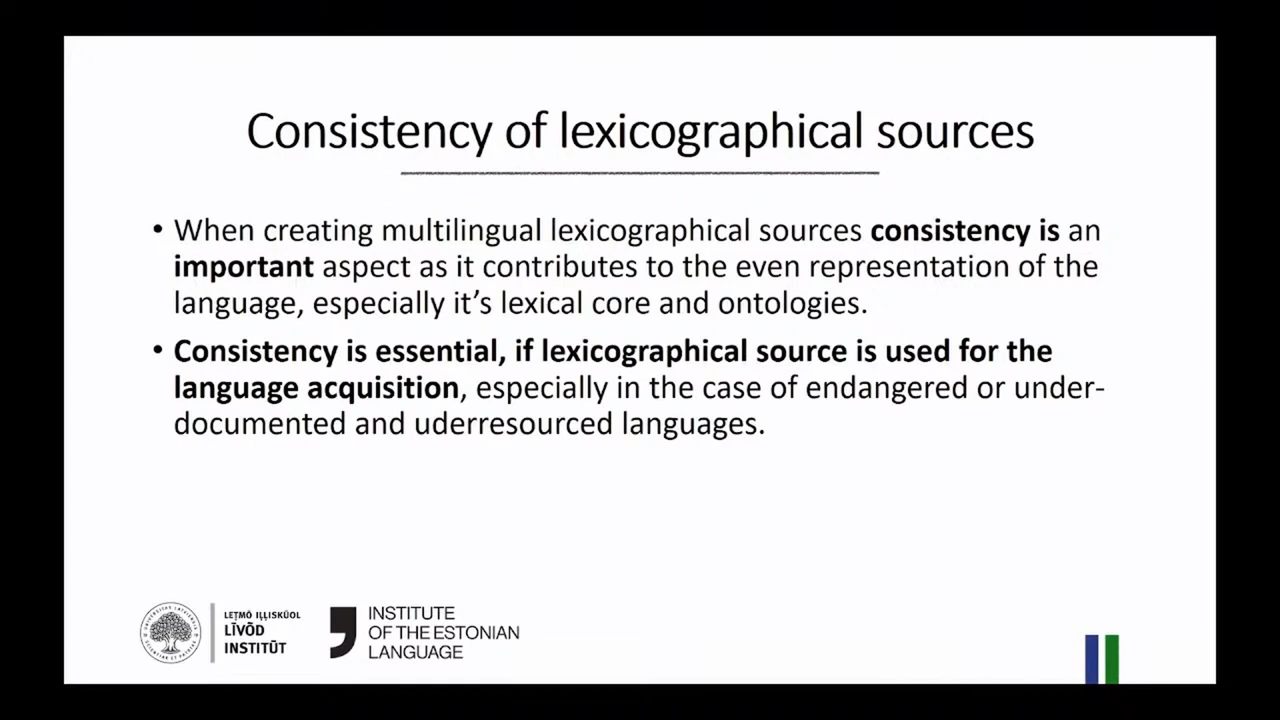 Consistency of lexicographical sources
• When creating multilingual lexicographical sources consistency is an
important aspect as it contributes to the even representation of the
language, especially it’s lexical core and ontologies.
• Consistency is essential, if lexicographical source is used for the
language acquisition, especially in the case of endangered or under-
documented and uderresourced languages.
LETMŌ IĻĻISKŪOL
LĪVÕD
INSTITŪT
INSTITUTE
OF THE ESTONIAN
LANGUAGE